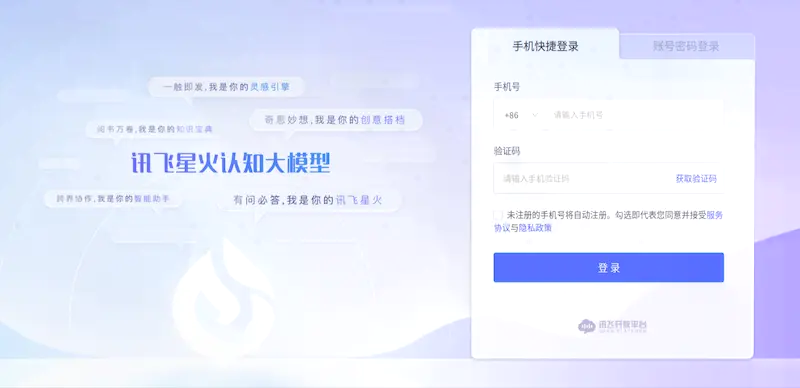 一触即发,我是你的灵感引擎
奇思妙想,我是你的创意搭档
阅书万卷,我是你的知识宝典
讯飞星火认知大模型
跨界协作,我是你的智能助手
有问必答,我是你的讯飞星火
手机快捷登录
账号密码登录
手机号
+86
请输入手机号
验证码
请输入手机验证码
获取验证码
未注册的手机号将自动注册。勾选即代表您同意并接受服务
协议与隐私政策
登录
讯飞开放平台